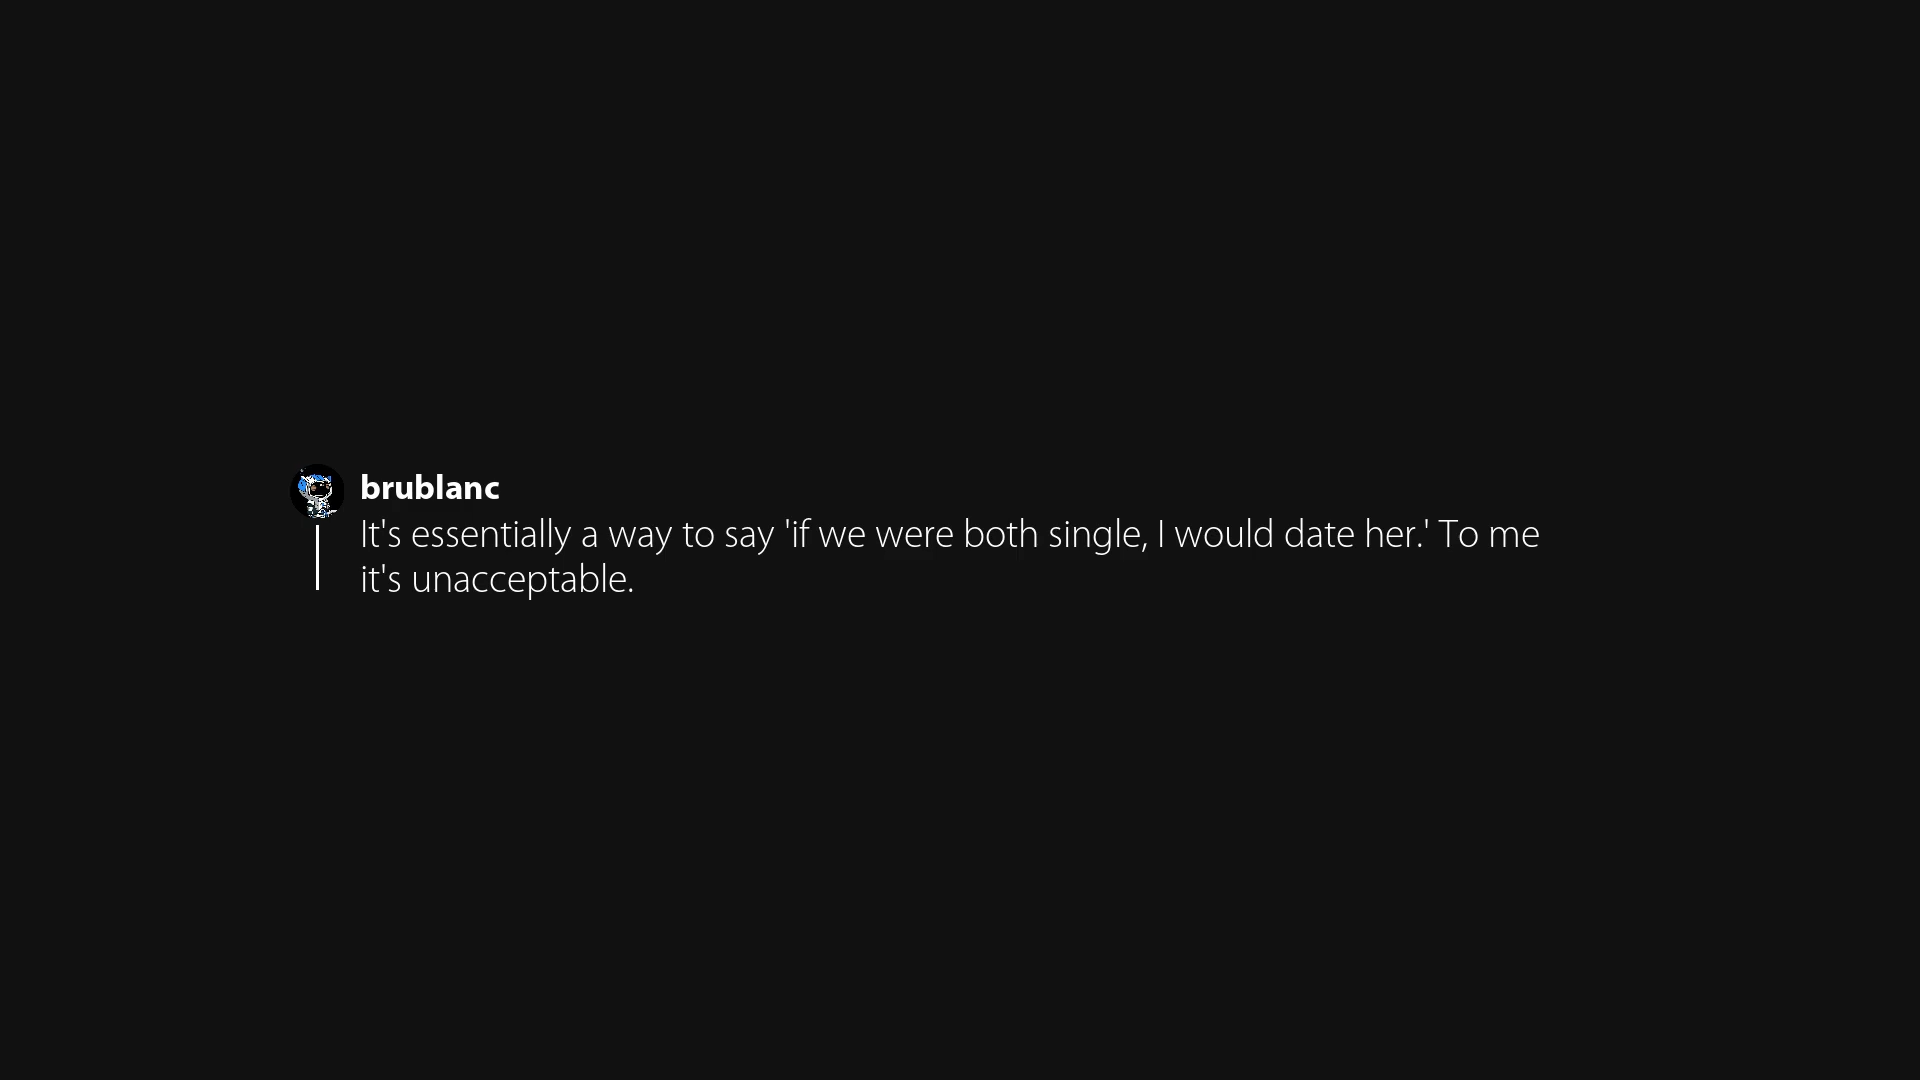 brublanc
It's essentially a way to say 'if we were both single, I would date her.' To me
it's unacceptable.